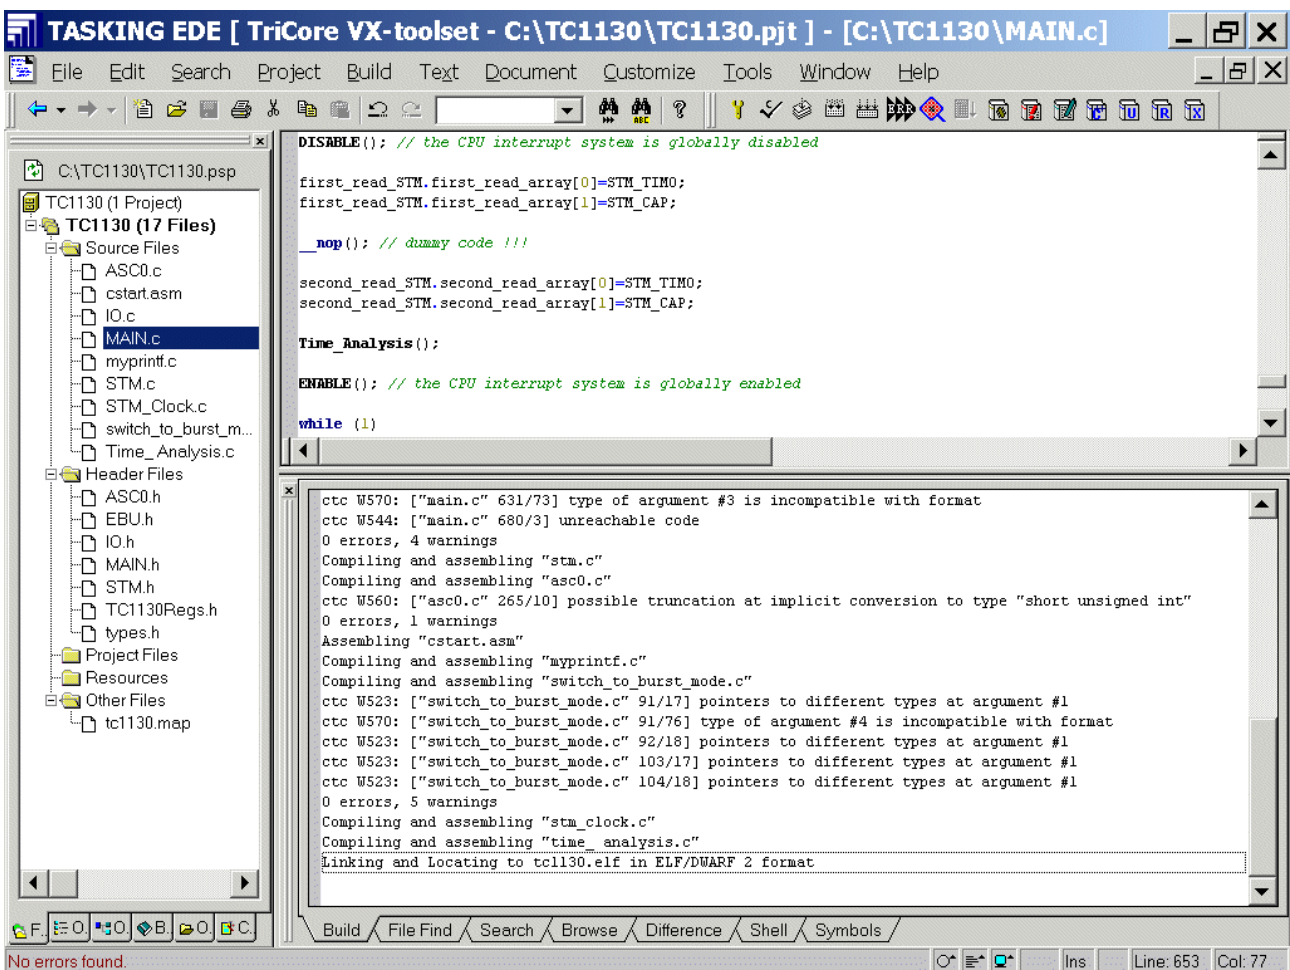 TASKING EDE [ TriCore VX-toolset - C:\TC1130\TC1130.pjt ] - [C:\TC1130\MAIN.c]
File Edit Search Project Build Text Document Customize Tools Window Help
C:\TC1130\TC1130.psp
TC1130 (1 Project)
TC1130 (17 Files)
Source Files
ASC0.c
cstart.asm
IO.c
MAIN.c
myprintf.c
STM.c
STM_Clock.c
switch_to_burst_m...
Time_ Analysis.c
Header Files
ASC0.h
EBU.h
IO.h
MAIN.h
STM.h
TC1130Regs.h
types.h
Project Files
Resources
Other Files
tc1130.map
F. O. O. B. O. C.
DISABLE(); // the CPU interrupt system is globally disabled
first_read_STM.first_read_array[0]=STM_TIM0;
first_read_STM.first_read_array[1]=STM_CAP;
__nop(); // dummy code !!!
second_read_STM.second_read_array[0]=STM_TIM0;
second_read_STM.second_read_array[1]=STM_CAP;
Time_Analysis();
ENABLE(); // the CPU interrupt system is globally enabled
while (1)
ctc W570: ["main.c" 631/73] type of argument #3 is incompatible with format
ctc W544: ["main.c" 680/3] unreachable code
0 errors, 4 warnings
Compiling and assembling "stm.c"
Compiling and assembling "asc0.c"
ctc W560: ["asc0.c" 265/10] possible truncation at implicit conversion to type "short unsigned int"
0 errors, 1 warnings
Assembling "cstart.asm"
Compiling and assembling "myprintf.c"
Compiling and assembling "switch_to_burst_mode.c"
ctc W523: ["switch_to_burst_mode.c" 91/17] pointers to different types at argument #1
ctc W570: ["switch_to_burst_mode.c" 91/76] type of argument #4 is incompatible with format
ctc W523: ["switch_to_burst_mode.c" 92/18] pointers to different types at argument #1
ctc W523: ["switch_to_burst_mode.c" 103/17] pointers to different types at argument #1
ctc W523: ["switch_to_burst_mode.c" 104/18] pointers to different types at argument #1
0 errors, 5 warnings
Compiling and assembling "stm_clock.c"
Compiling and assembling "time_ analysis.c"
Linking and Locating to tc1130.elf in ELF/DWARF 2 format
Build File Find Search Browse Difference Shell Symbols
No errors found. Ins Line: 653 Col: 77